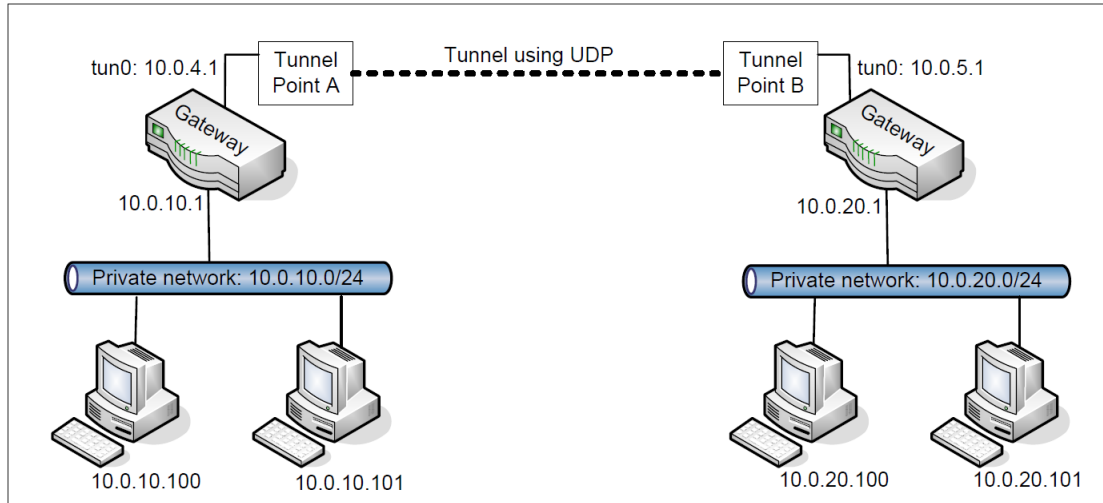 tun0: 10.0.4.1
Tunnel
Point A
Tunnel using UDP
Tunnel
Point B
tun0: 10.0.5.1
Gateway
Gateway
10.0.10.1
10.0.20.1
Private network: 10.0.10.0/24
Private network: 10.0.20.0/24
10.0.10.100
10.0.10.101
10.0.20.100
10.0.20.101